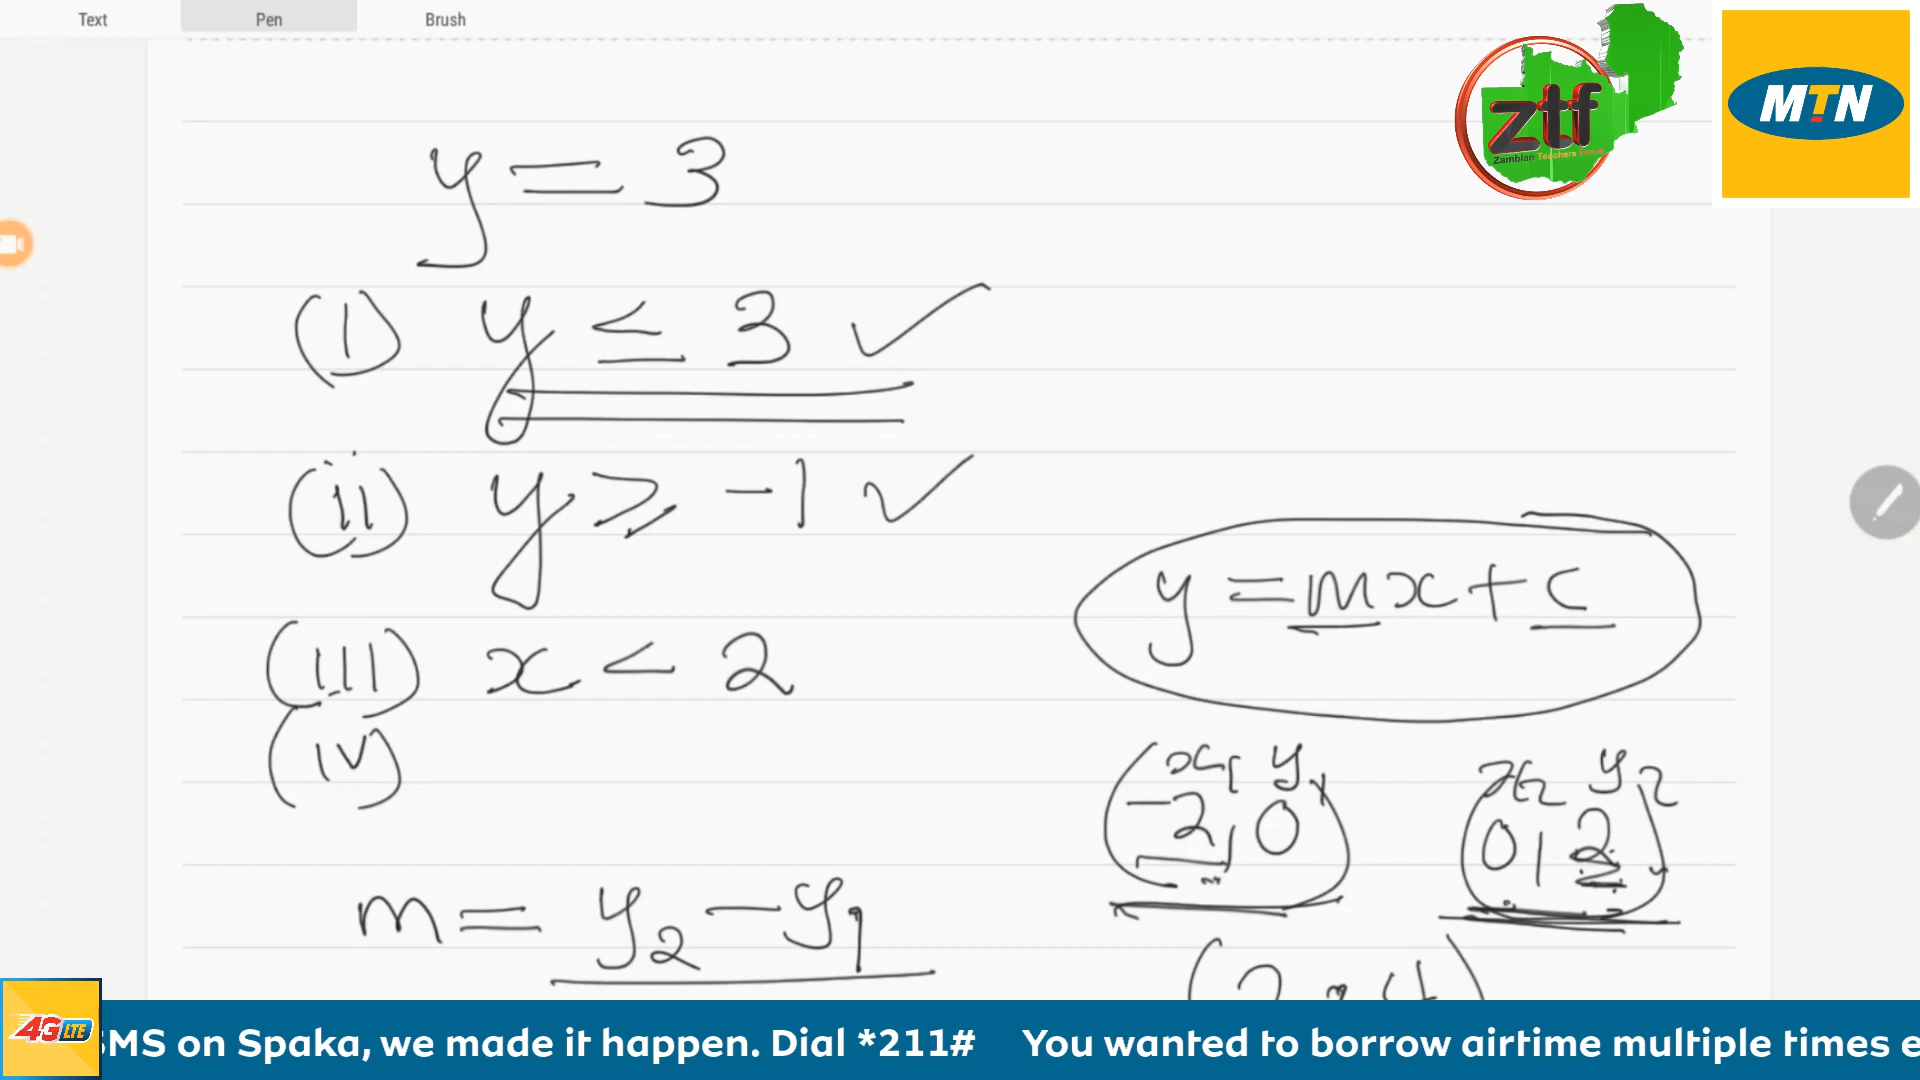 Text Pen Brush
ztf
Zambian Teachers Focus
MTN
y = 3
(i) y ≤ 3 ✓
(ii) y ≥ -1 ✓
(iii) x < 2
(iv)
y = mx + c
x₁ y₁
(-2, 0)
x₂ y₂
(0, 2)
m = y₂ - y₁
4G LTE
SMS on Spaka, we made it happen. Dial *211# You wanted to borrow airtime multiple times e